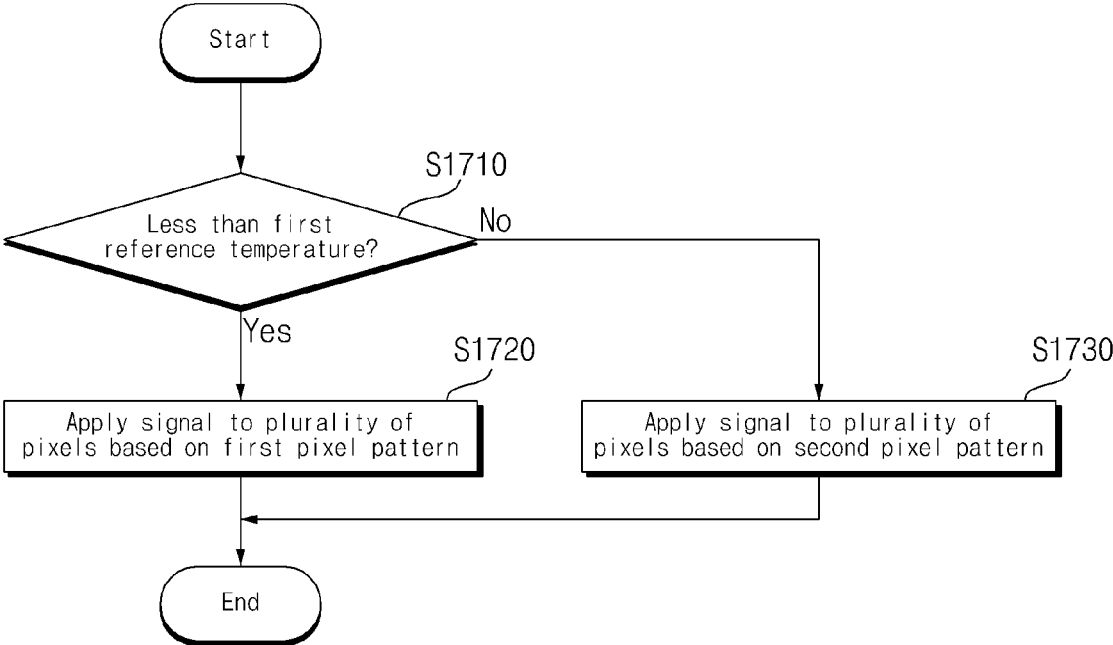 Start
S1710
Less than first
reference temperature?
No
Yes
S1720
Apply signal to plurality of
pixels based on first pixel pattern
S1730
Apply signal to plurality of
pixels based on second pixel pattern
End